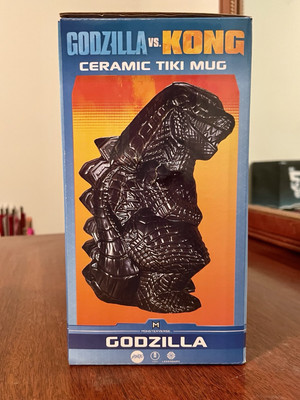 GODZILLA vs. KONG
CERAMIC TIKI MUG
M
GODZILLA